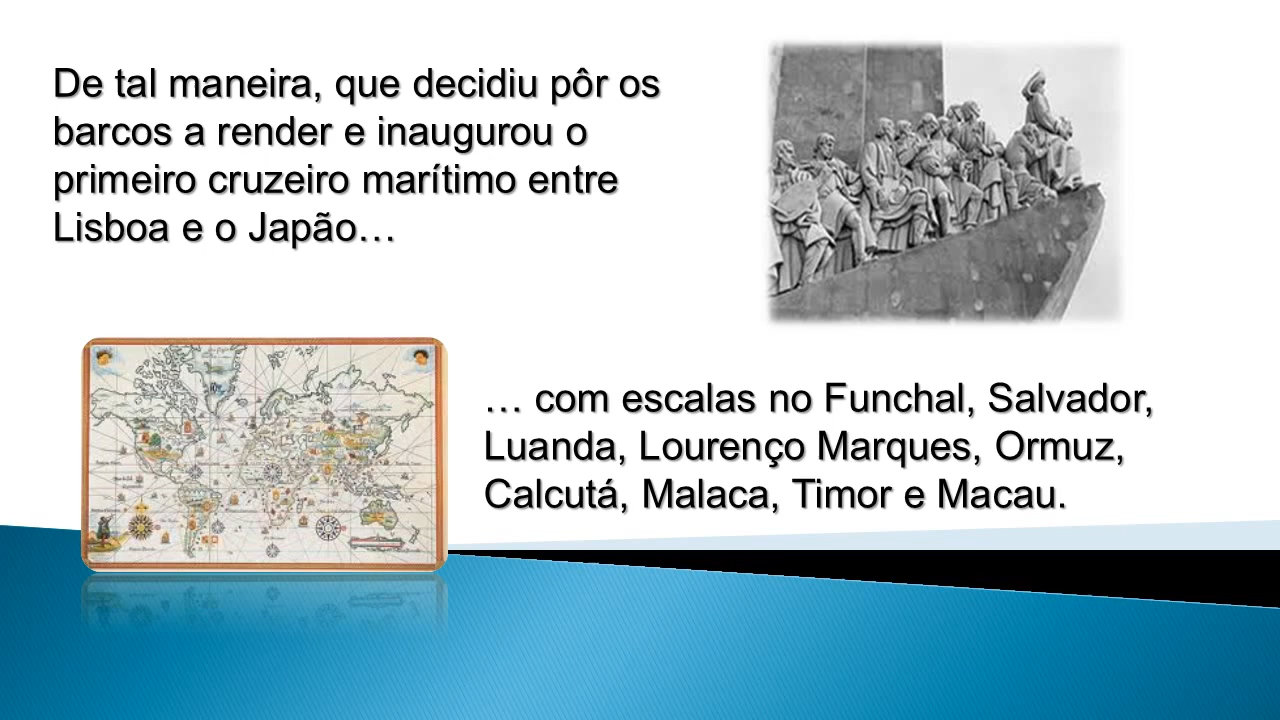 De tal maneira, que decidiu pôr os
barcos a render e inaugurou o
primeiro cruzeiro marítimo entre
Lisboa e o Japão…
… com escalas no Funchal, Salvador,
Luanda, Lourenço Marques, Ormuz,
Calcutá, Malaca, Timor e Macau.